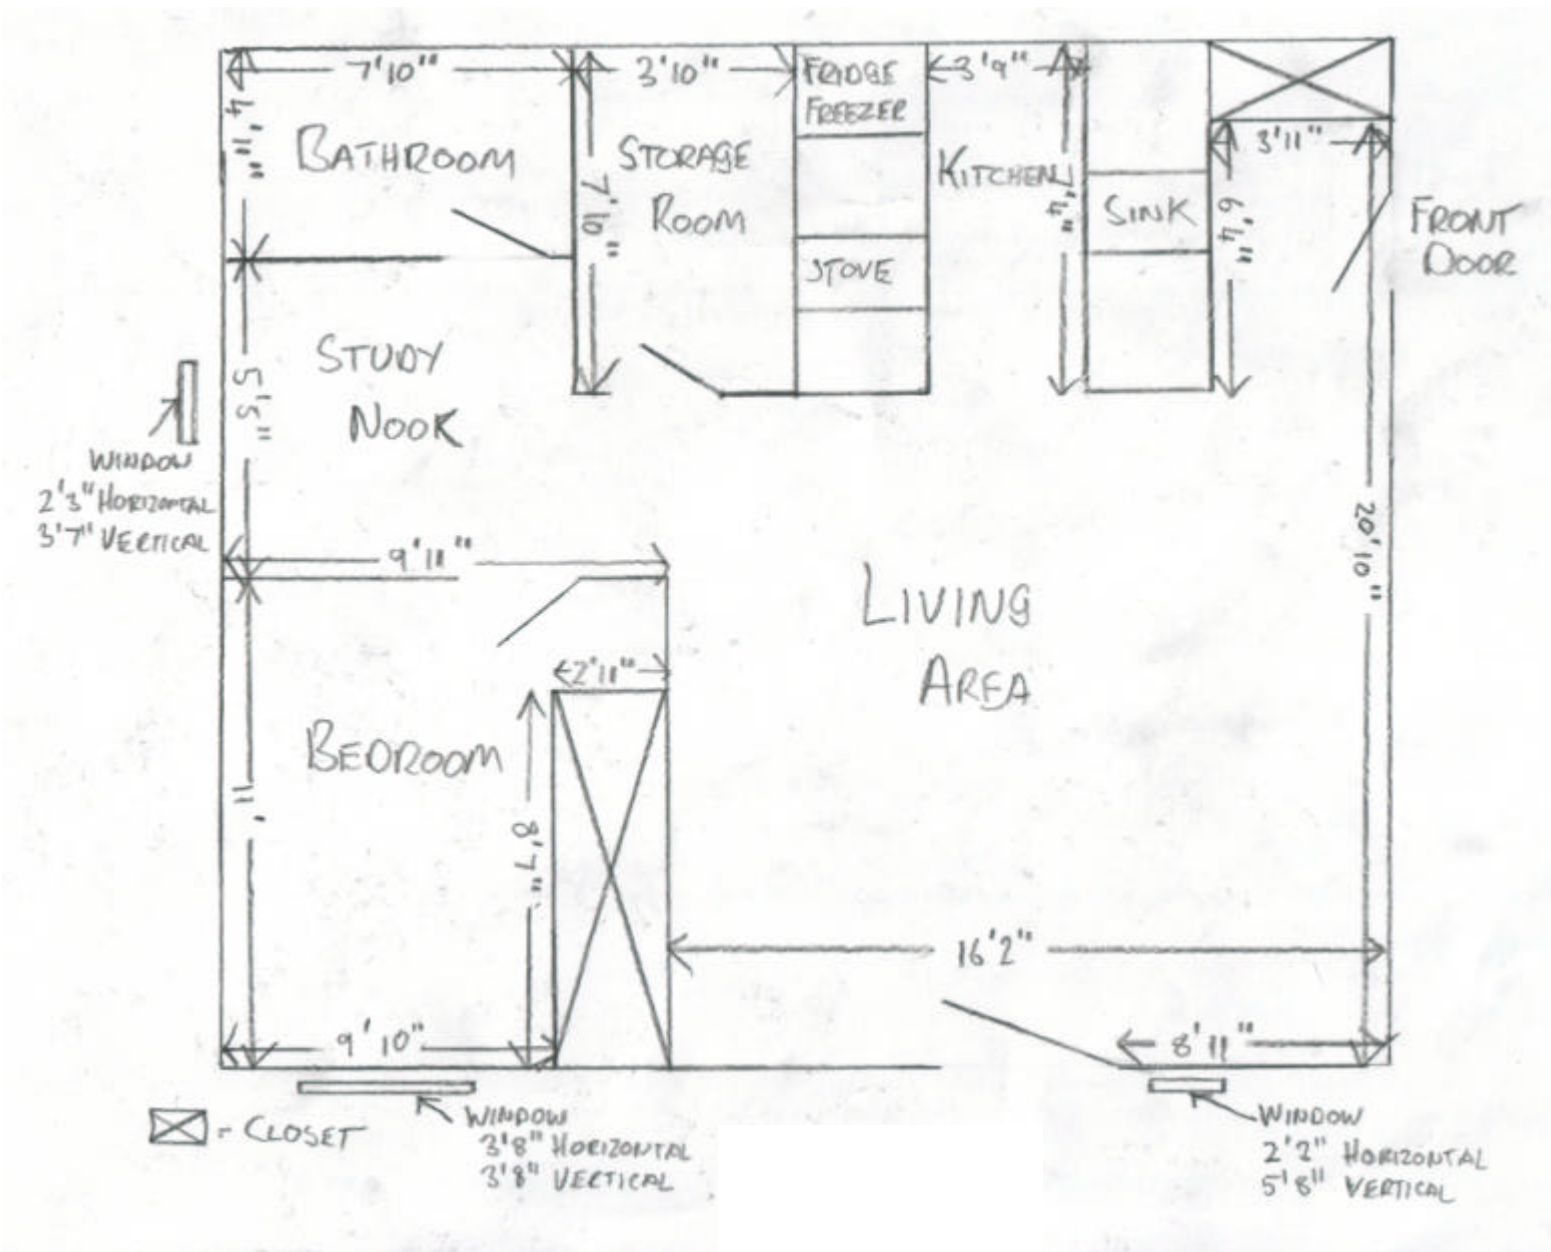 7'10"
3'10"
FRIDGE
FREEZER
3'9"
4'11"
BATHROOM
STORAGE
ROOM
7'10"
KITCHEN
7'4"
SINK
3'11"
6'4"
FRONT
DOOR
STOVE
STUDY
NOOK
5'5"
WINDOW
2'3" HORIZONTAL
3'7" VERTICAL
9'11"
20'10"
LIVING
AREA
2'11"
BEDROOM
11'
8'7"
16'2"
9'10"
8'11"
= CLOSET
WINDOW
3'8" HORIZONTAL
3'8" VERTICAL
WINDOW
2'2" HORIZONTAL
5'8" VERTICAL